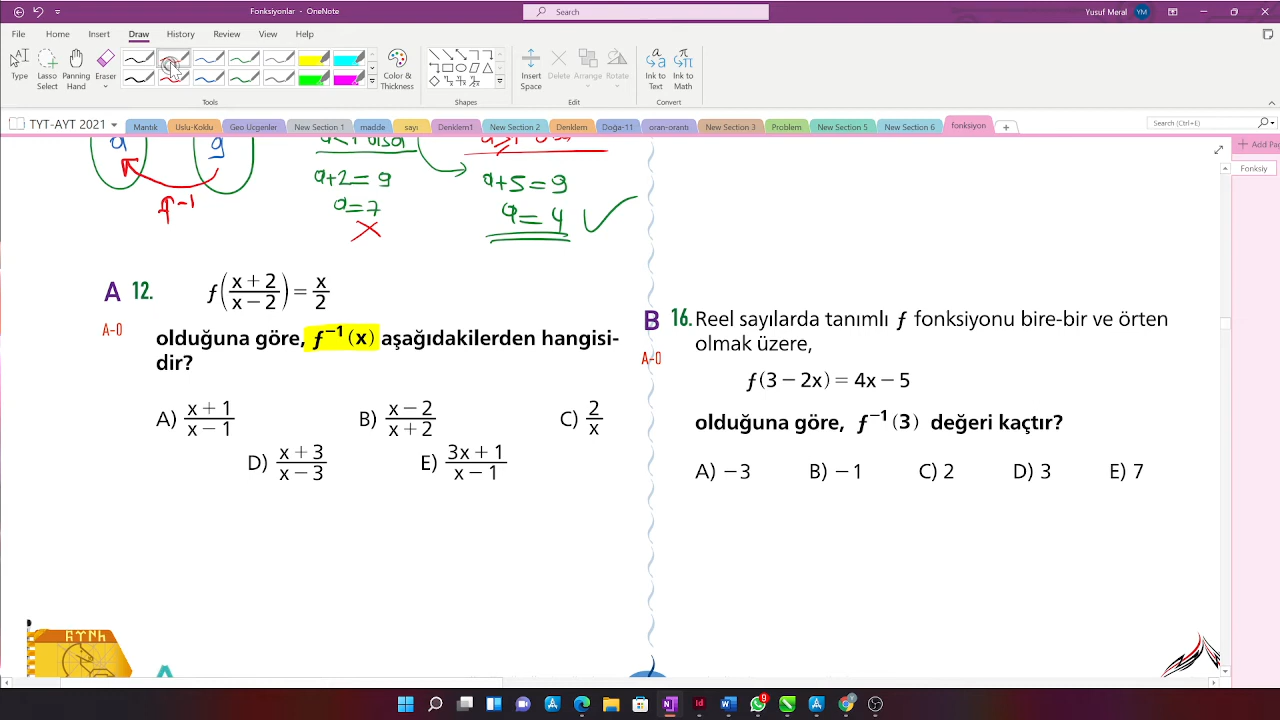 Fonksiyonlar - OneNote
Search
Yusuf Meral
YM
File Home Insert Draw History Review View Help
Type
Lasso Select
Panning Hand
Eraser
Color & Thickness
Insert Space
Delete
Arrange
Rotate
Ink to Text
Ink to Math
Tools
Shapes
Edit
Convert
TYT-AYT 2021
Mantık
Uslu-Koklu
Geo Ucgenler
New Section 1
madde
sayı
Denklem1
New Section 2
Denklem
Doğa-11
oran-orantı
New Section 3
Problem
New Section 5
New Section 6
fonksiyon
Search (Ctrl+E)
Add Pag
Fonksiy
a 9
f⁻¹
a+2=9
a=7
a+5=9
a=4
A 12. f((x+2)/(x−2)) = x/2
A-0
olduğuna göre, f⁻¹(x) aşağıdakilerden hangisi-
dir?
A) (x+1)/(x−1) B) (x−2)/(x+2) C) 2/x
D) (x+3)/(x−3) E) (3x+1)/(x−1)
B 16. Reel sayılarda tanımlı f fonksiyonu bire-bir ve örten
A-0
olmak üzere,
f(3−2x)=4x−5
olduğuna göre, f⁻¹(3) değeri kaçtır?
A) −3 B) −1 C) 2 D) 3 E) 7
9